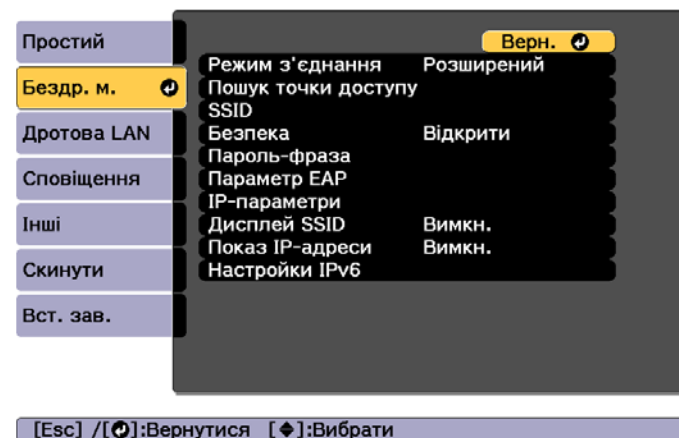 Простий
Бездр. м.
Дротова LAN
Сповіщення
Інші
Скинути
Вст. зав.
Верн.
Режим з'єднання Розширений
Пошук точки доступу
SSID
Безпека Відкрити
Пароль-фраза
Параметр EAP
IP-параметри
Дисплей SSID Вимкн.
Показ IP-адреси Вимкн.
Настройки IPv6
[Esc] /[⏎]:Вернутися [◆]:Вибрати